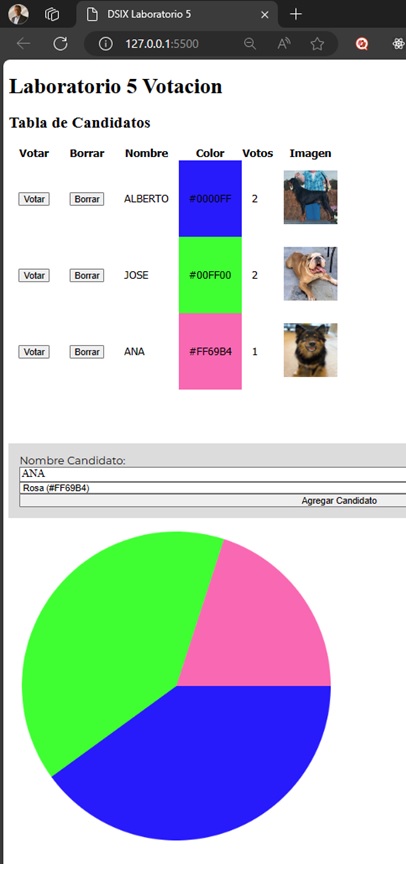 DSIX Laboratorio 5
127.0.0.1:5500
Laboratorio 5 Votacion
Tabla de Candidatos
Votar Borrar Nombre Color Votos Imagen
Votar Borrar ALBERTO #0000FF 2
Votar Borrar JOSE #00FF00 2
Votar Borrar ANA #FF69B4 1
Nombre Candidato:
ANA
Rosa (#FF69B4)
Agregar Candidato